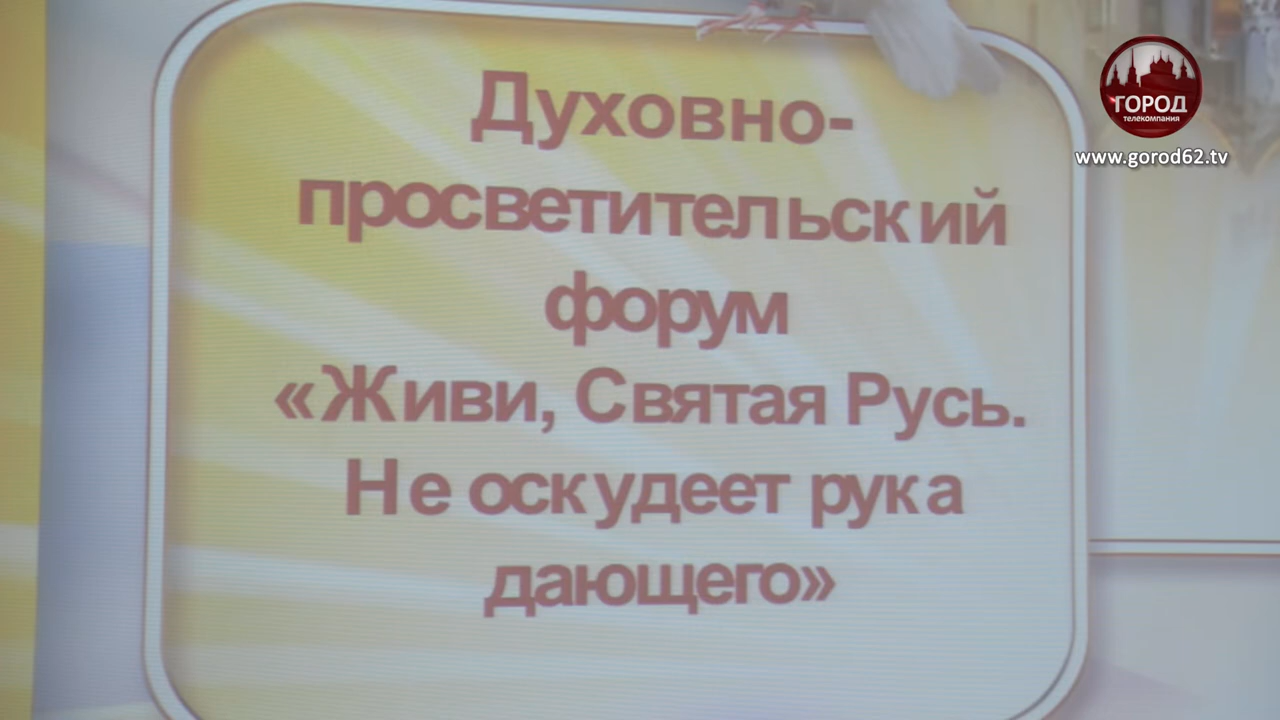 Духовно-
просветительский
форум
«Живи, Святая Русь.
Не оскудеет рука
дающего»
ГОРОД
телекомпания
www.gorod62.tv